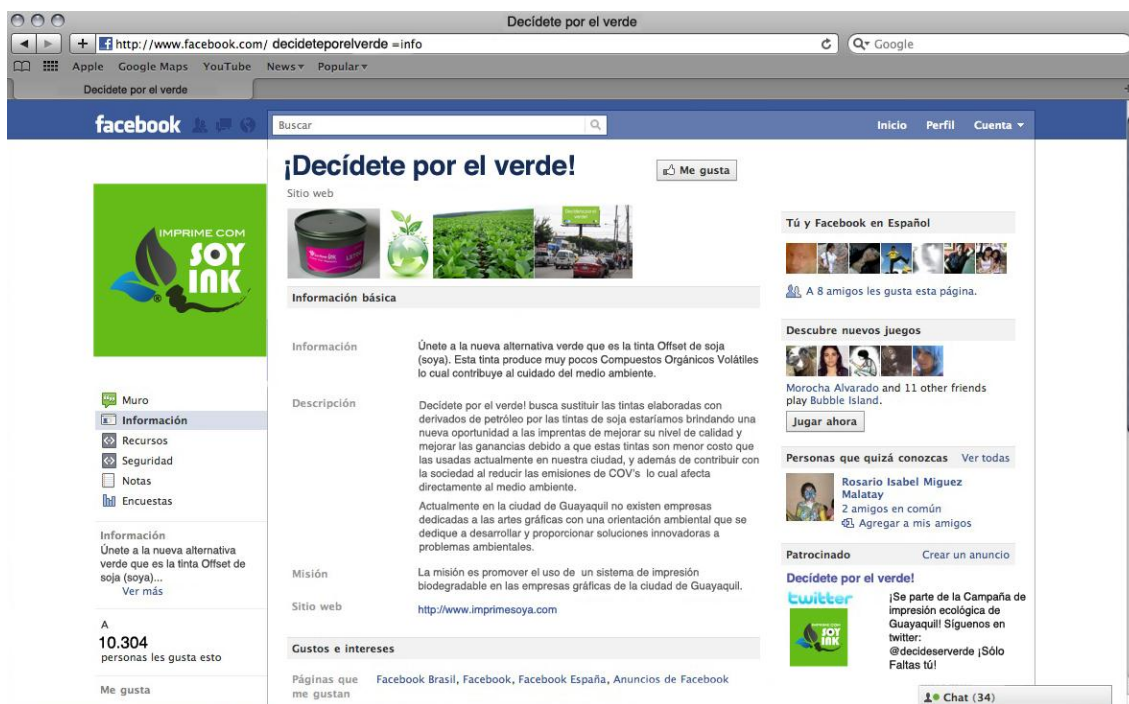 Decídete por el verde
http://www.facebook.com/ decideteporelverde =info
Google
Apple Google Maps YouTube News Popular
Decidete por el verde
facebook
Buscar
Inicio Perfil Cuenta
IMPRIME COM
SOY
INK
®
Muro
Información
Recursos
Seguridad
Notas
Encuestas
Información
Únete a la nueva alternativa
verde que es la tinta Offset de
soja (soya)...
Ver más
A
10.304
personas les gusta esto
Me gusta
¡Decídete por el verde!
Me gusta
Sitio web
Información básica
Información
Únete a la nueva alternativa verde que es la tinta Offset de soja
(soya). Esta tinta produce muy pocos Compuestos Orgánicos Volátiles
lo cual contribuye al cuidado del medio ambiente.
Descripción
Decídete por el verde! busca sustituir las tintas elaboradas con
derivados de petróleo por las tintas de soja estaríamos brindando una
nueva oportunidad a las imprentas de mejorar su nivel de calidad y
mejorar las ganancias debido a que estas tintas son menor costo que
las usadas actualmente en nuestra ciudad, y además de contribuir con
la sociedad al reducir las emisiones de COV's lo cual afecta
directamente al medio ambiente.
Actualmente en la ciudad de Guayaquil no existen empresas
dedicadas a las artes gráficas con una orientación ambiental que se
dedique a desarrollar y proporcionar soluciones innovadoras a
problemas ambientales.
Misión
La misión es promover el uso de un sistema de impresión
biodegradable en las empresas gráficas de la ciudad de Guayaquil.
Sitio web
http://www.imprimesoya.com
Gustos e intereses
Páginas que
me gustan
Facebook Brasil, Facebook, Facebook España, Anuncios de Facebook
Tú y Facebook en Español
A 8 amigos les gusta esta página.
Descubre nuevos juegos
Morocha Alvarado and 11 other friends
play Bubble Island.
Jugar ahora
Personas que quizá conozcas Ver todas
Rosario Isabel Miguez
Malatay
2 amigos en común
Agregar a mis amigos
Patrocinado Crear un anuncio
Decídete por el verde!
twitter
SOY
INK
¡Se parte de la Campaña de
impresión ecológica de
Guayaquil! Síguenos en
twitter:
@decideserverde ¡Sólo
Faltas tú!
Chat (34)